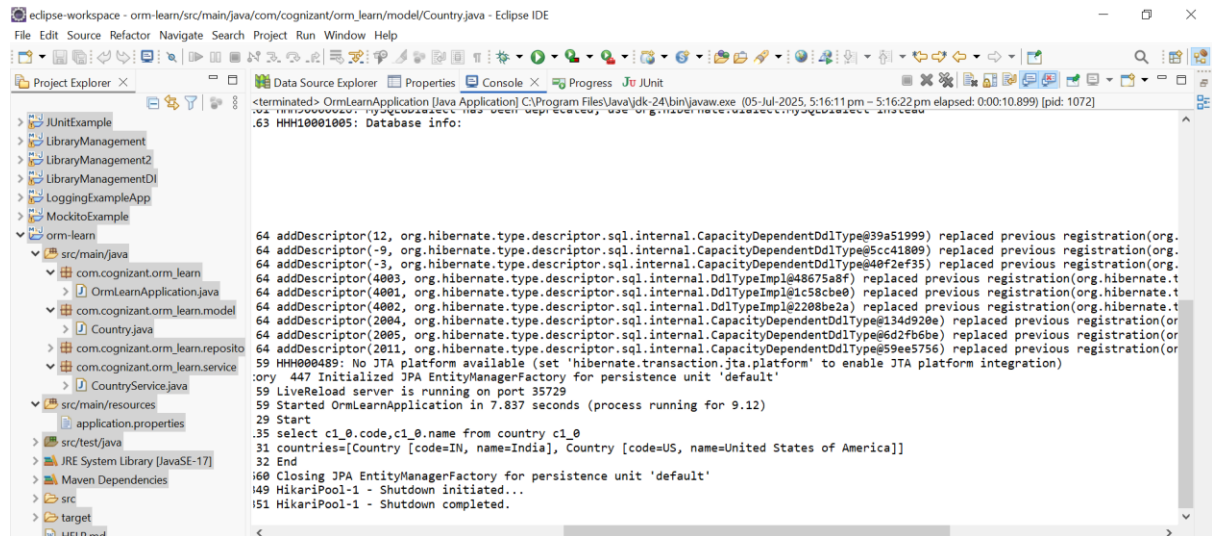 eclipse-workspace - orm-learn/src/main/java/com/cognizant/orm_learn/model/Country.java - Eclipse IDE
File Edit Source Refactor Navigate Search Project Run Window Help
Project Explorer
JUnitExample
LibraryManagement
LibraryManagement2
LibraryManagementDI
LoggingExampleApp
MockitoExample
orm-learn
src/main/java
com.cognizant.orm_learn
OrmLearnApplication.java
com.cognizant.orm_learn.model
Country.java
com.cognizant.orm_learn.reposito
com.cognizant.orm_learn.service
CountryService.java
src/main/resources
application.properties
src/test/java
JRE System Library [JavaSE-17]
Maven Dependencies
src
target
HELP.md
Data Source Explorer Properties Console Progress JUnit
<terminated> OrmLearnApplication [Java Application] C:\Program Files\Java\jdk-24\bin\javaw.exe (05-Jul-2025, 5:16:11 pm – 5:16:22 pm elapsed: 0:00:10.899) [pid: 1072]
has been deprecated, use org.hibernate.dialect.MySQLDialect instead
.63 HHH10001005: Database info:
64 addDescriptor(12, org.hibernate.type.descriptor.sql.internal.CapacityDependentDdlType@39a51999) replaced previous registration(org.
64 addDescriptor(-9, org.hibernate.type.descriptor.sql.internal.CapacityDependentDdlType@5cc41809) replaced previous registration(org.
64 addDescriptor(-3, org.hibernate.type.descriptor.sql.internal.CapacityDependentDdlType@40f2ef35) replaced previous registration(org.
64 addDescriptor(4003, org.hibernate.type.descriptor.sql.internal.DdlTypeImpl@48675a8f) replaced previous registration(org.hibernate.t
64 addDescriptor(4001, org.hibernate.type.descriptor.sql.internal.DdlTypeImpl@1c58cbe0) replaced previous registration(org.hibernate.t
64 addDescriptor(4002, org.hibernate.type.descriptor.sql.internal.DdlTypeImpl@2208be2a) replaced previous registration(org.hibernate.t
64 addDescriptor(2004, org.hibernate.type.descriptor.sql.internal.CapacityDependentDdlType@134d920e) replaced previous registration(or
64 addDescriptor(2005, org.hibernate.type.descriptor.sql.internal.CapacityDependentDdlType@6d2fb6be) replaced previous registration(or
64 addDescriptor(2011, org.hibernate.type.descriptor.sql.internal.CapacityDependentDdlType@59ee5756) replaced previous registration(or
59 HHH000489: No JTA platform available (set 'hibernate.transaction.jta.platform' to enable JTA platform integration)
ory 447 Initialized JPA EntityManagerFactory for persistence unit 'default'
59 LiveReload server is running on port 35729
59 Started OrmLearnApplication in 7.837 seconds (process running for 9.12)
29 Start
.35 select c1_0.code,c1_0.name from country c1_0
31 countries=[Country [code=IN, name=India], Country [code=US, name=United States of America]]
32 End
660 Closing JPA EntityManagerFactory for persistence unit 'default'
349 HikariPool-1 - Shutdown initiated...
351 HikariPool-1 - Shutdown completed.